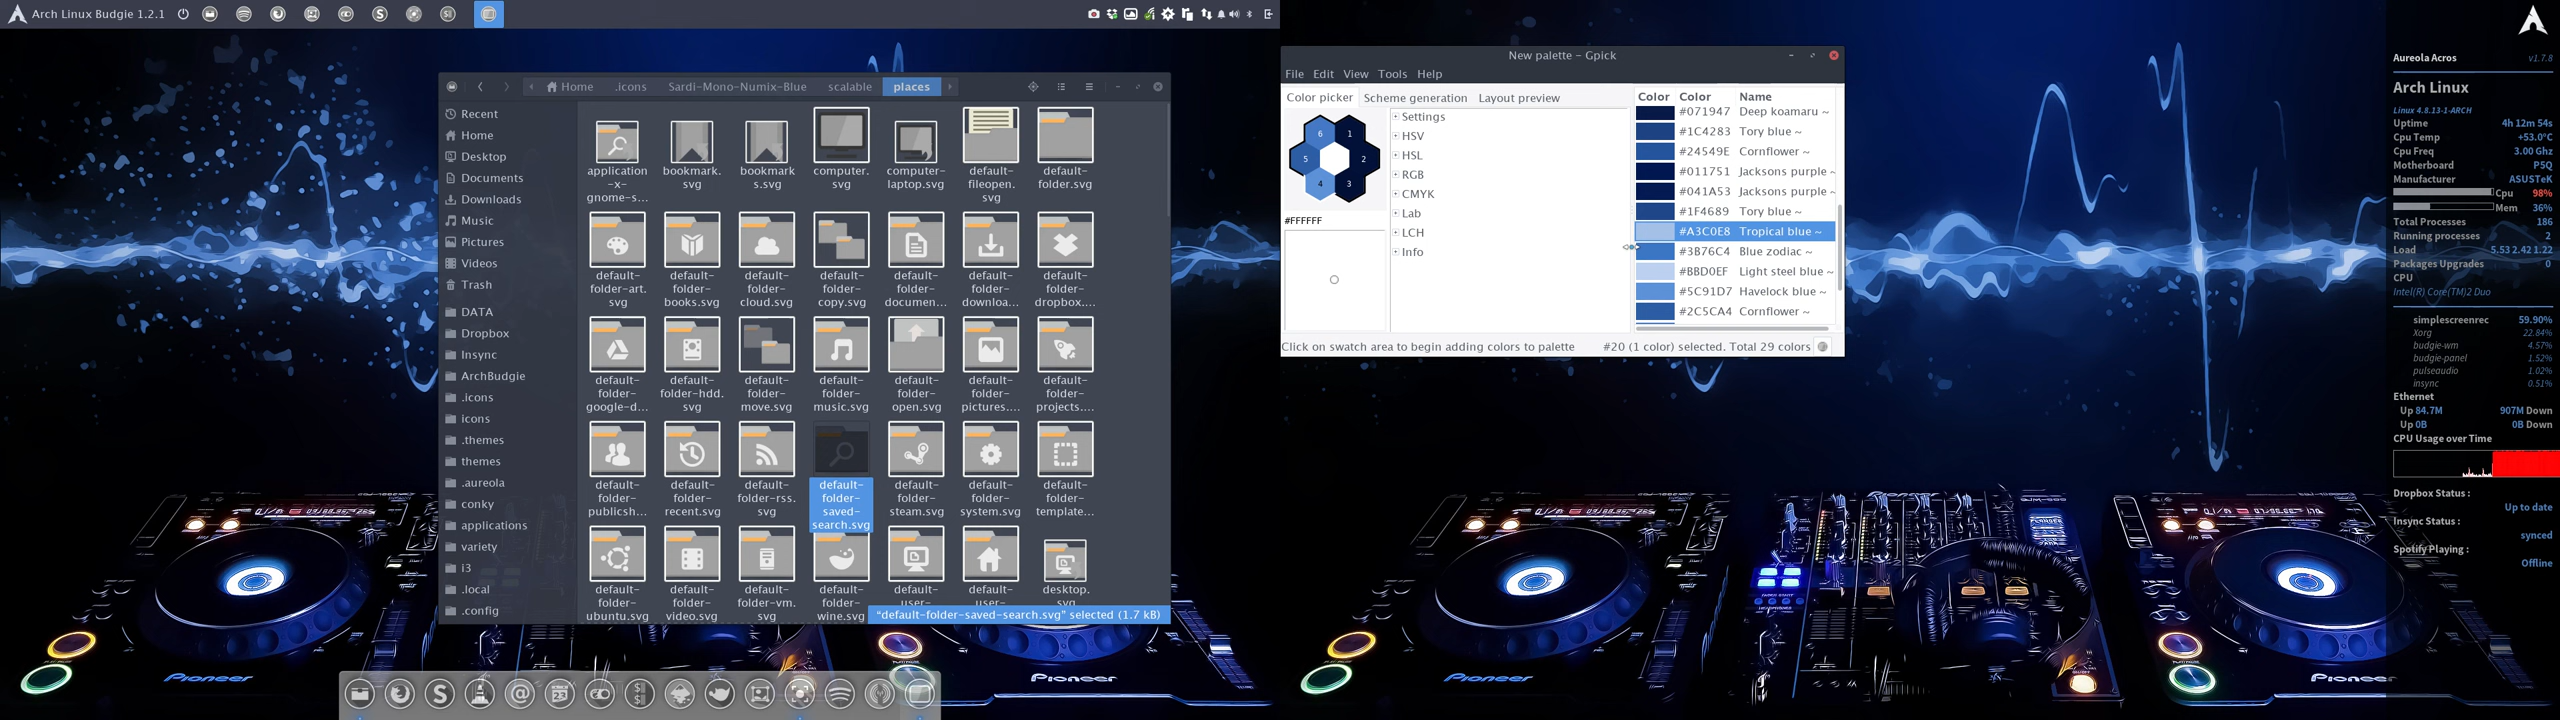 Arch Linux Budgie 1.2.1
Home
.icons
Sardi-Mono-Numix-Blue
scalable
places
Recent
Home
Desktop
Documents
Downloads
Music
Pictures
Videos
Trash
DATA
Dropbox
Insync
ArchBudgie
.icons
icons
.themes
themes
.aureola
conky
applications
variety
i3
.local
.config
application
-x-
gnome-s...
bookmark.
svg
bookmark
s.svg
computer.
svg
computer-
laptop.svg
default-
fileopen.
svg
default-
folder.svg
default-
folder-art.
svg
default-
folder-
books.svg
default-
folder-
cloud.svg
default-
folder-
copy.svg
default-
folder-
documen...
default-
folder-
downloa...
default-
folder-
dropbox....
default-
folder-
google-d...
default-
folder-hdd.
svg
default-
folder-
move.svg
default-
folder-
music.svg
default-
folder-
open.svg
default-
folder-
pictures....
default-
folder-
projects....
default-
folder-
publicsh...
default-
folder-
recent.svg
default-
folder-rss.
svg
default-
folder-
saved-
search.svg
default-
folder-
steam.svg
default-
folder-
system.svg
default-
folder-
template...
default-
folder-
ubuntu.svg
default-
folder-
video.svg
default-
folder-vm.
svg
default-
folder-
wine.svg
default-
user-
default-
user-
desktop.
svg
"default-folder-saved-search.svg" selected (1.7 kB)
New palette – Gpick
File Edit View Tools Help
Color picker Scheme generation Layout preview
6 1
5 2
4 3
#FFFFFF
Settings
HSV
HSL
RGB
CMYK
Lab
LCH
Info
Color Color Name
#071947 Deep koamaru ~
#1C4283 Tory blue ~
#24549E Cornflower ~
#011751 Jacksons purple ~
#041A53 Jacksons purple ~
#1F4689 Tory blue ~
#A3C0E8 Tropical blue ~
#3B76C4 Blue zodiac ~
#BBD0EF Light steel blue ~
#5C91D7 Havelock blue ~
#2C5CA4 Cornflower ~
Click on swatch area to begin adding colors to palette
#20 (1 color) selected. Total 29 colors
Aureola Acros v1.7.8
Arch Linux
Linux 4.8.13-1-ARCH
Uptime 4h 12m 54s
Cpu Temp +53.0°C
Cpu Freq 3.00 Ghz
Motherboard P5Q
Manufacturer ASUSTeK
Cpu 98%
Mem 36%
Total Processes 186
Running processes 2
Load 5.53 2.42 1.22
Packages Upgrades 0
CPU
Intel(R) Core(TM)2 Duo
simplescreenrec 59.90%
Xorg 22.84%
budgie-wm 4.57%
budgie-panel 1.52%
pulseaudio 1.02%
insync 0.51%
Ethernet
Up 84.7M 907M Down
Up 0B 0B Down
CPU Usage over Time
Dropbox Status :
Up to date
Insync Status :
synced
Spotify Playing :
Offline
Pioneer
Pioneer
Pioneer
Pioneer